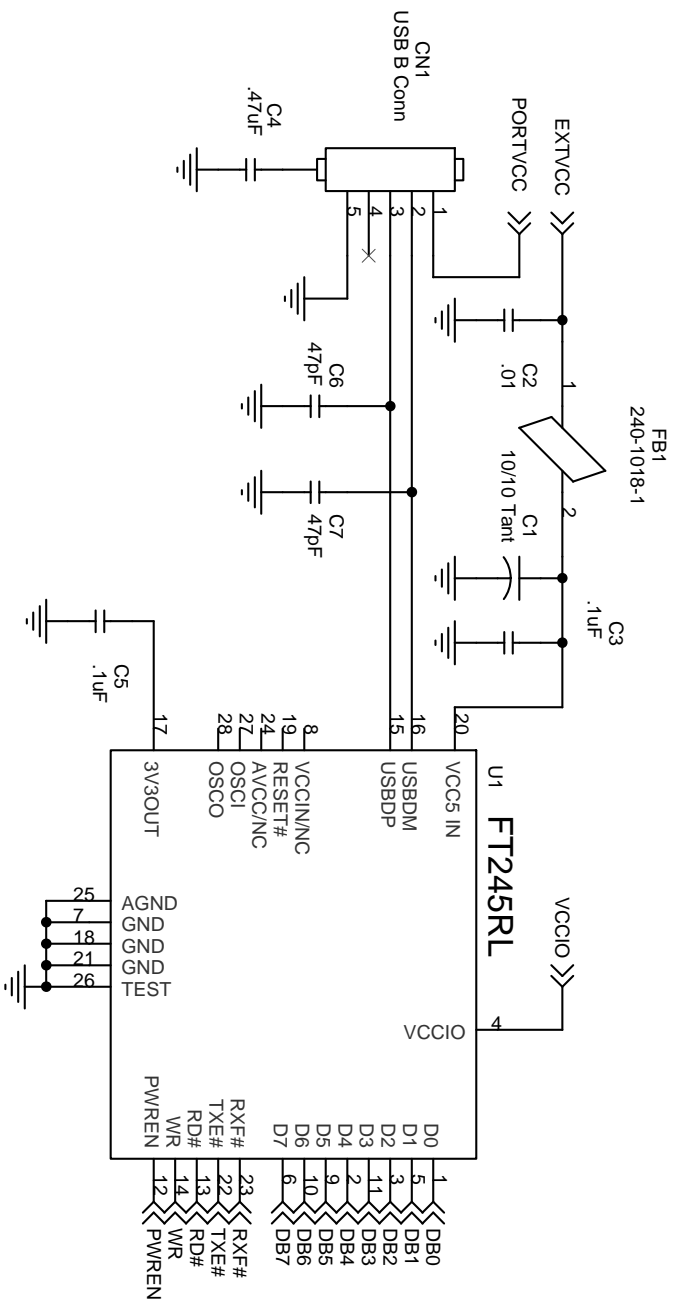 CN1
USB B Conn
PORTVCC
EXTVCC
C4
.47uF
1
2
3
4
5
C2
.01
1
FB1
240-1018-1
2
C1
10/10 Tant
C3
.1uF
C6
47pF
C7
47pF
C5
.1uF
U1
FT245RL
VCCIO
20
VCC5 IN
16
USBDM
15
USBDP
8
VCCIN/NC
19
RESET#
24
AVCC/NC
27
OSCI
28
OSCO
17
3V3OUT
25
AGND
7
GND
18
GND
21
GND
26
TEST
VCCIO
4
D0
1
DB0
D1
5
DB1
D2
3
DB2
D3
11
DB3
D4
2
DB4
D5
9
DB5
D6
10
DB6
D7
6
DB7
RXF#
23
RXF#
TXE#
22
TXE#
RD#
13
RD#
WR
14
WR
PWREN
12
PWREN